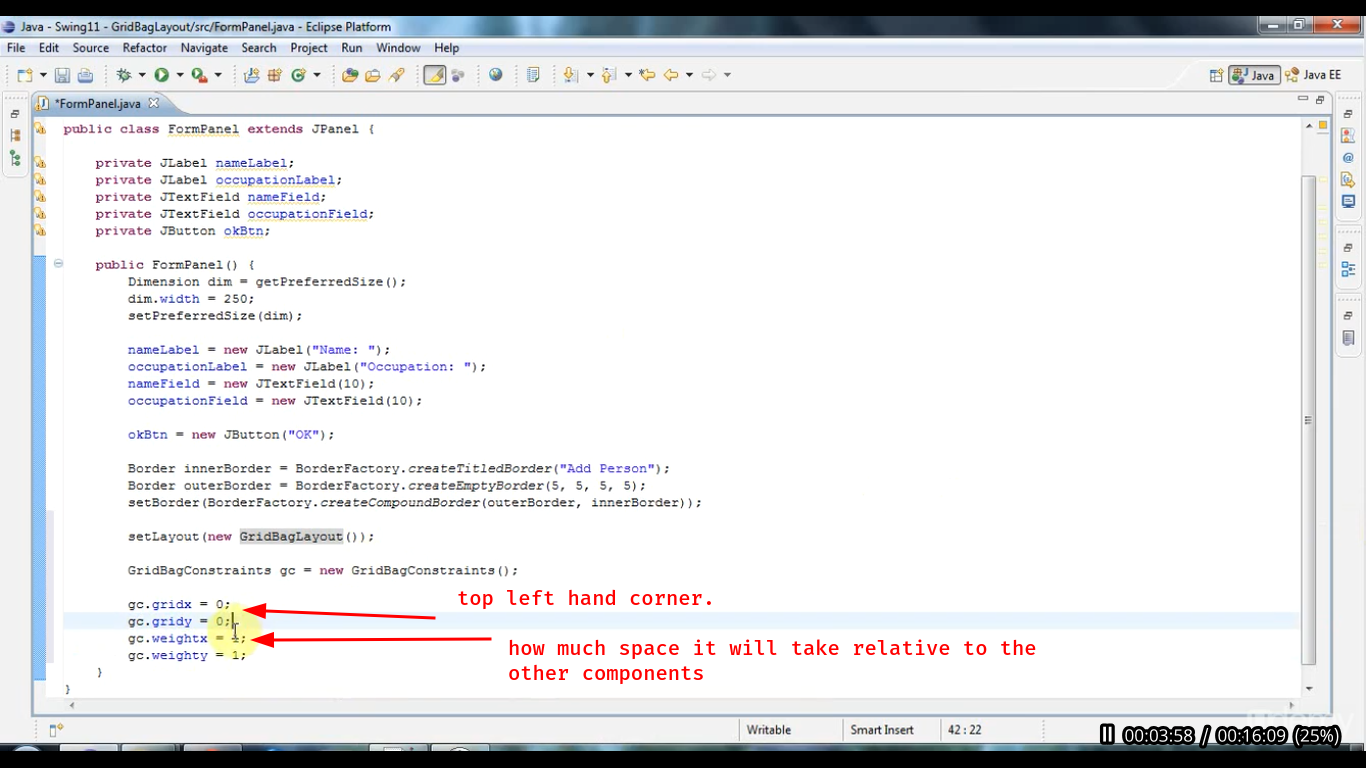 Java - Swing11 - GridBagLayout/src/FormPanel.java - Eclipse Platform
File Edit Source Refactor Navigate Search Project Run Window Help
Java Java EE
*FormPanel.java
public class FormPanel extends JPanel {
private JLabel nameLabel;
private JLabel occupationLabel;
private JTextField nameField;
private JTextField occupationField;
private JButton okBtn;
public FormPanel() {
Dimension dim = getPreferredSize();
dim.width = 250;
setPreferredSize(dim);
nameLabel = new JLabel("Name: ");
occupationLabel = new JLabel("Occupation: ");
nameField = new JTextField(10);
occupationField = new JTextField(10);
okBtn = new JButton("OK");
Border innerBorder = BorderFactory.createTitledBorder("Add Person");
Border outerBorder = BorderFactory.createEmptyBorder(5, 5, 5, 5);
setBorder(BorderFactory.createCompoundBorder(outerBorder, innerBorder));
setLayout(new GridBagLayout());
GridBagConstraints gc = new GridBagConstraints();
gc.gridx = 0;
top left hand corner.
gc.gridy = 0;
gc.weightx = 1;
how much space it will take relative to the
other components
gc.weighty = 1;
}
}
Writable Smart Insert 42 : 22
00:03:58 / 00:16:09 (25%)